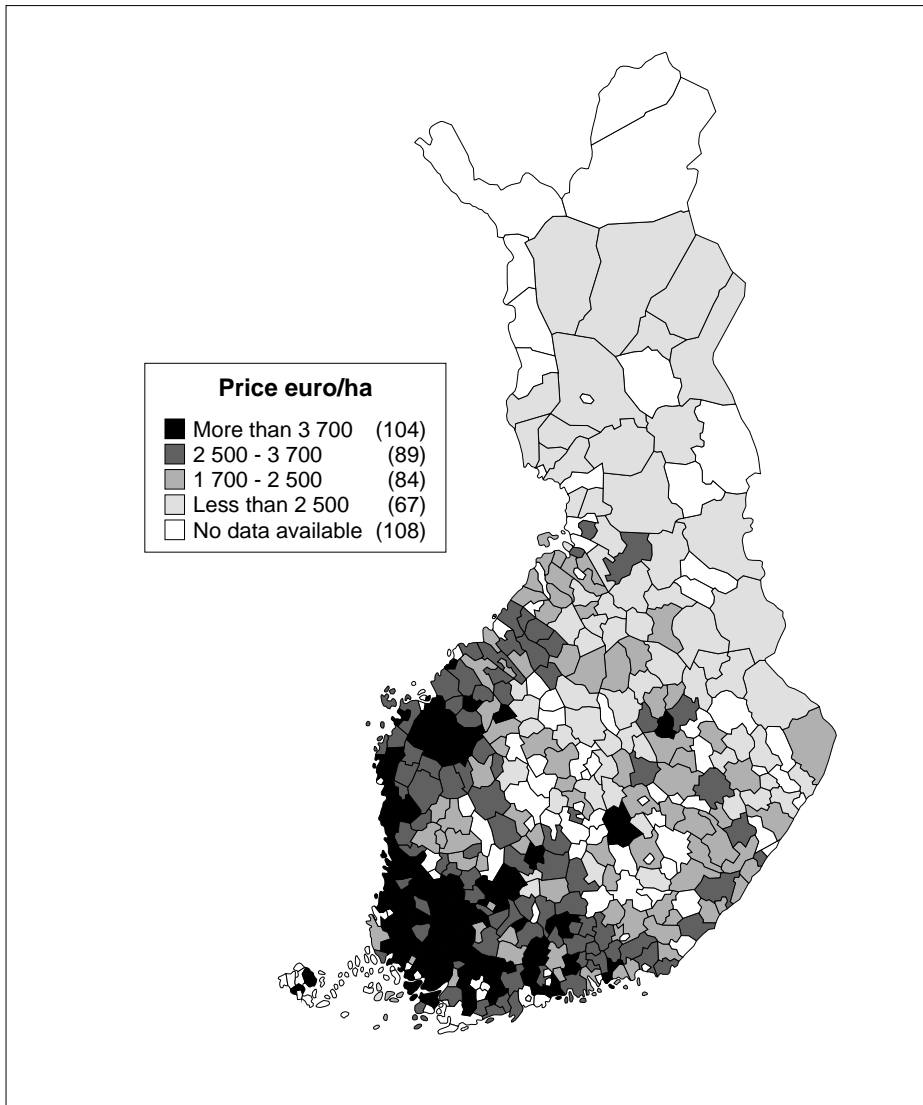 Price euro/ha
More than 3 700 (104)
2 500 - 3 700 (89)
1 700 - 2 500 (84)
Less than 2 500 (67)
No data available (108)